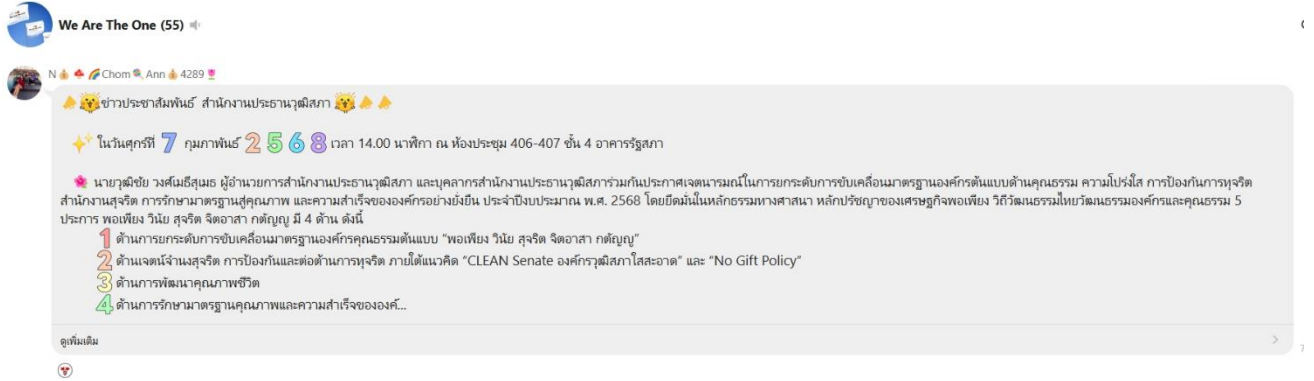 We Are The One (55)
N Chom Ann 4289
ข่าวประชาสัมพันธ์ สำนักงานประธานวุฒิสภา
ในวันศุกร์ที่ 7 กุมภาพันธ์ 2 5 6 8 เวลา 14.00 นาฬิกา ณ ห้องประชุม 406-407 ชั้น 4 อาคารรัฐสภา
นายวุฒิชัย วงศ์เมธีสุเมธ ผู้อำนวยการสำนักงานประธานวุฒิสภา และบุคลากรสำนักงานประธานวุฒิสภาร่วมกันประกาศเจตนารมณ์ในการยกระดับการขับเคลื่อนมาตรฐานองค์กรต้นแบบด้านคุณธรรม ความโปร่งใส การป้องกันการทุจริต
สำนักงานสุจริต การรักษามาตรฐานสู่คุณภาพ และความสำเร็จขององค์กรอย่างยั่งยืน ประจำปีงบประมาณ พ.ศ. 2568 โดยยึดมั่นในหลักธรรมทางศาสนา หลักปรัชญาของเศรษฐกิจพอเพียง วิถีวัฒนธรรมไทยวัฒนธรรมองค์กรและคุณธรรม 5
ประการ พอเพียง วินัย สุจริต จิตอาสา กตัญญู มี 4 ด้าน ดังนี้
1 ด้านการยกระดับการขับเคลื่อนมาตรฐานองค์กรคุณธรรมต้นแบบ "พอเพียง วินัย สุจริต จิตอาสา กตัญญู"
2 ด้านเจตน์จำนงสุจริต การป้องกันและต่อต้านการทุจริต ภายใต้แนวคิด "CLEAN Senate องค์กรวุฒิสภาใสสะอาด" และ "No Gift Policy"
3 ด้านการพัฒนาคุณภาพชีวิต
4 ด้านการรักษามาตรฐานคุณภาพและความสำเร็จขององค์...
ดูเพิ่มเติม